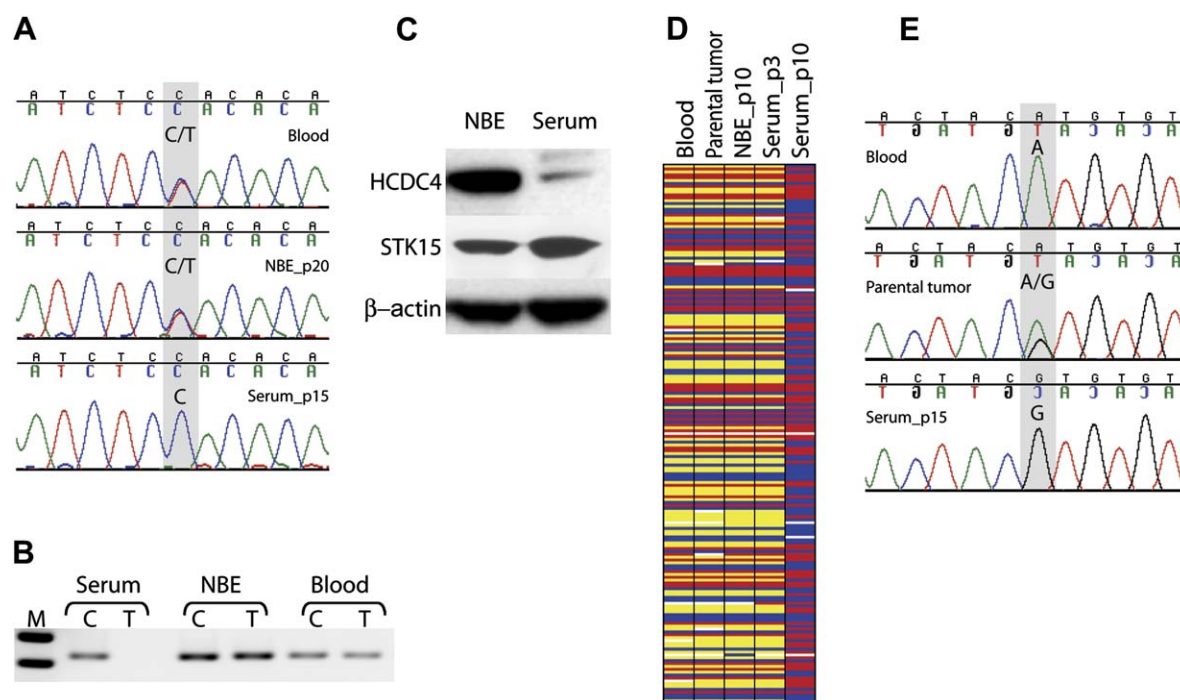 A
A T C T C C A C A C A
A T C T C C A C A C A
C/T
Blood
A T C T C C A C A C A
A T C T C C A C A C A
C/T
NBE_p20
A T C T C C A C A C A
A T C T C C A C A C A
C
Serum_p15
B
Serum NBE Blood
M C T C T C T
C
NBE Serum
HCDC4
STK15
β–actin
D
Blood
Parental tumor
NBE_p10
Serum_p3
Serum_p10
E
A C T A C A T G T G T
T G A T G T A C A C A
A
Blood
A C T A C A T G T G T
T G A T G T A C A C A
A/G
Parental tumor
A C T A C G T G T G T
T G A T G C A C A C A
G
Serum_p15